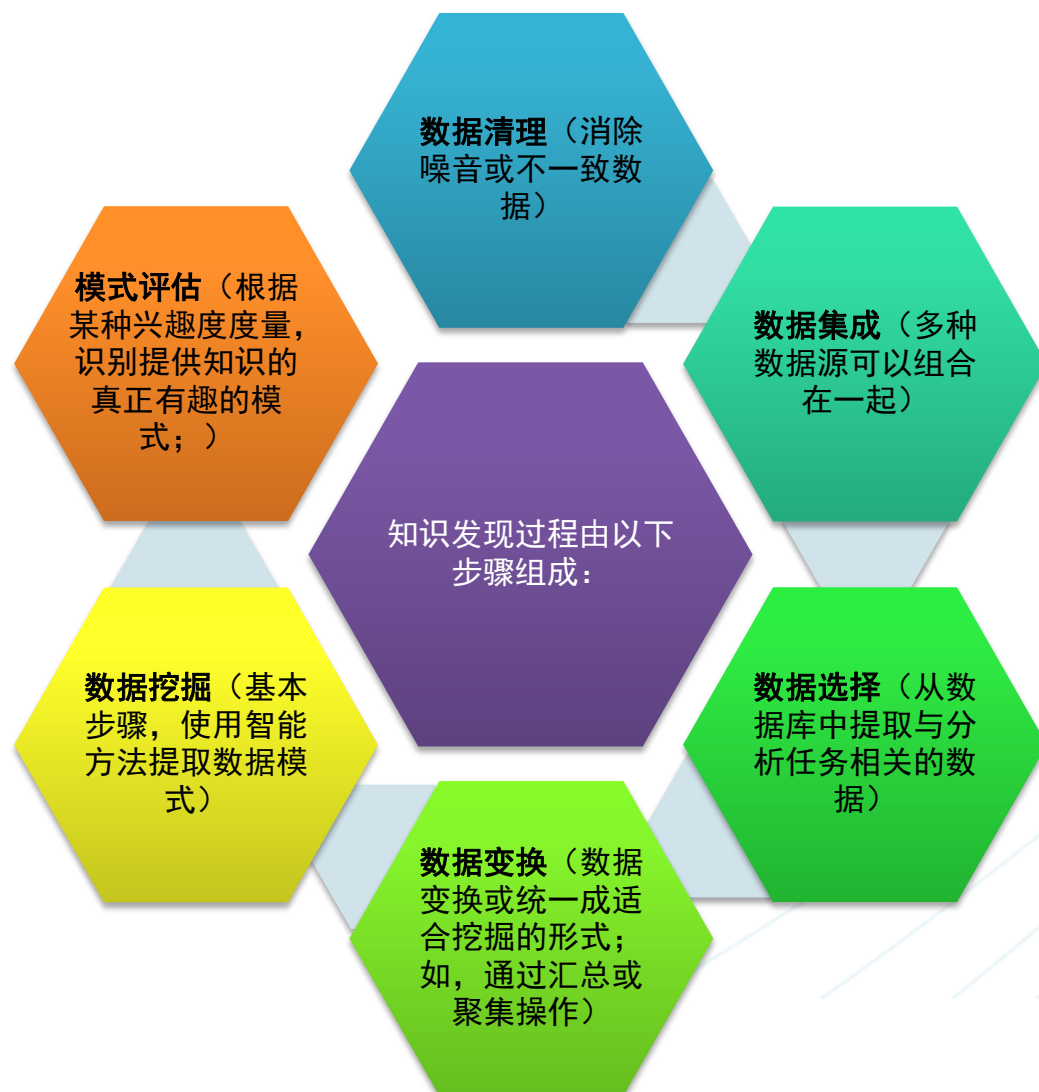 数据清理（消除
噪音或不一致数
据）
数据集成（多种
数据源可以组合
在一起）
数据选择（从数
据库中提取与分
析任务相关的数
据）
数据变换（数据
变换或统一成适
合挖掘的形式；
如，通过汇总或
聚集操作）
数据挖掘（基本
步骤，使用智能
方法提取数据模
式）
模式评估（根据
某种兴趣度度量，
识别提供知识的
真正有趣的模
式；）
知识发现过程由以下
步骤组成：